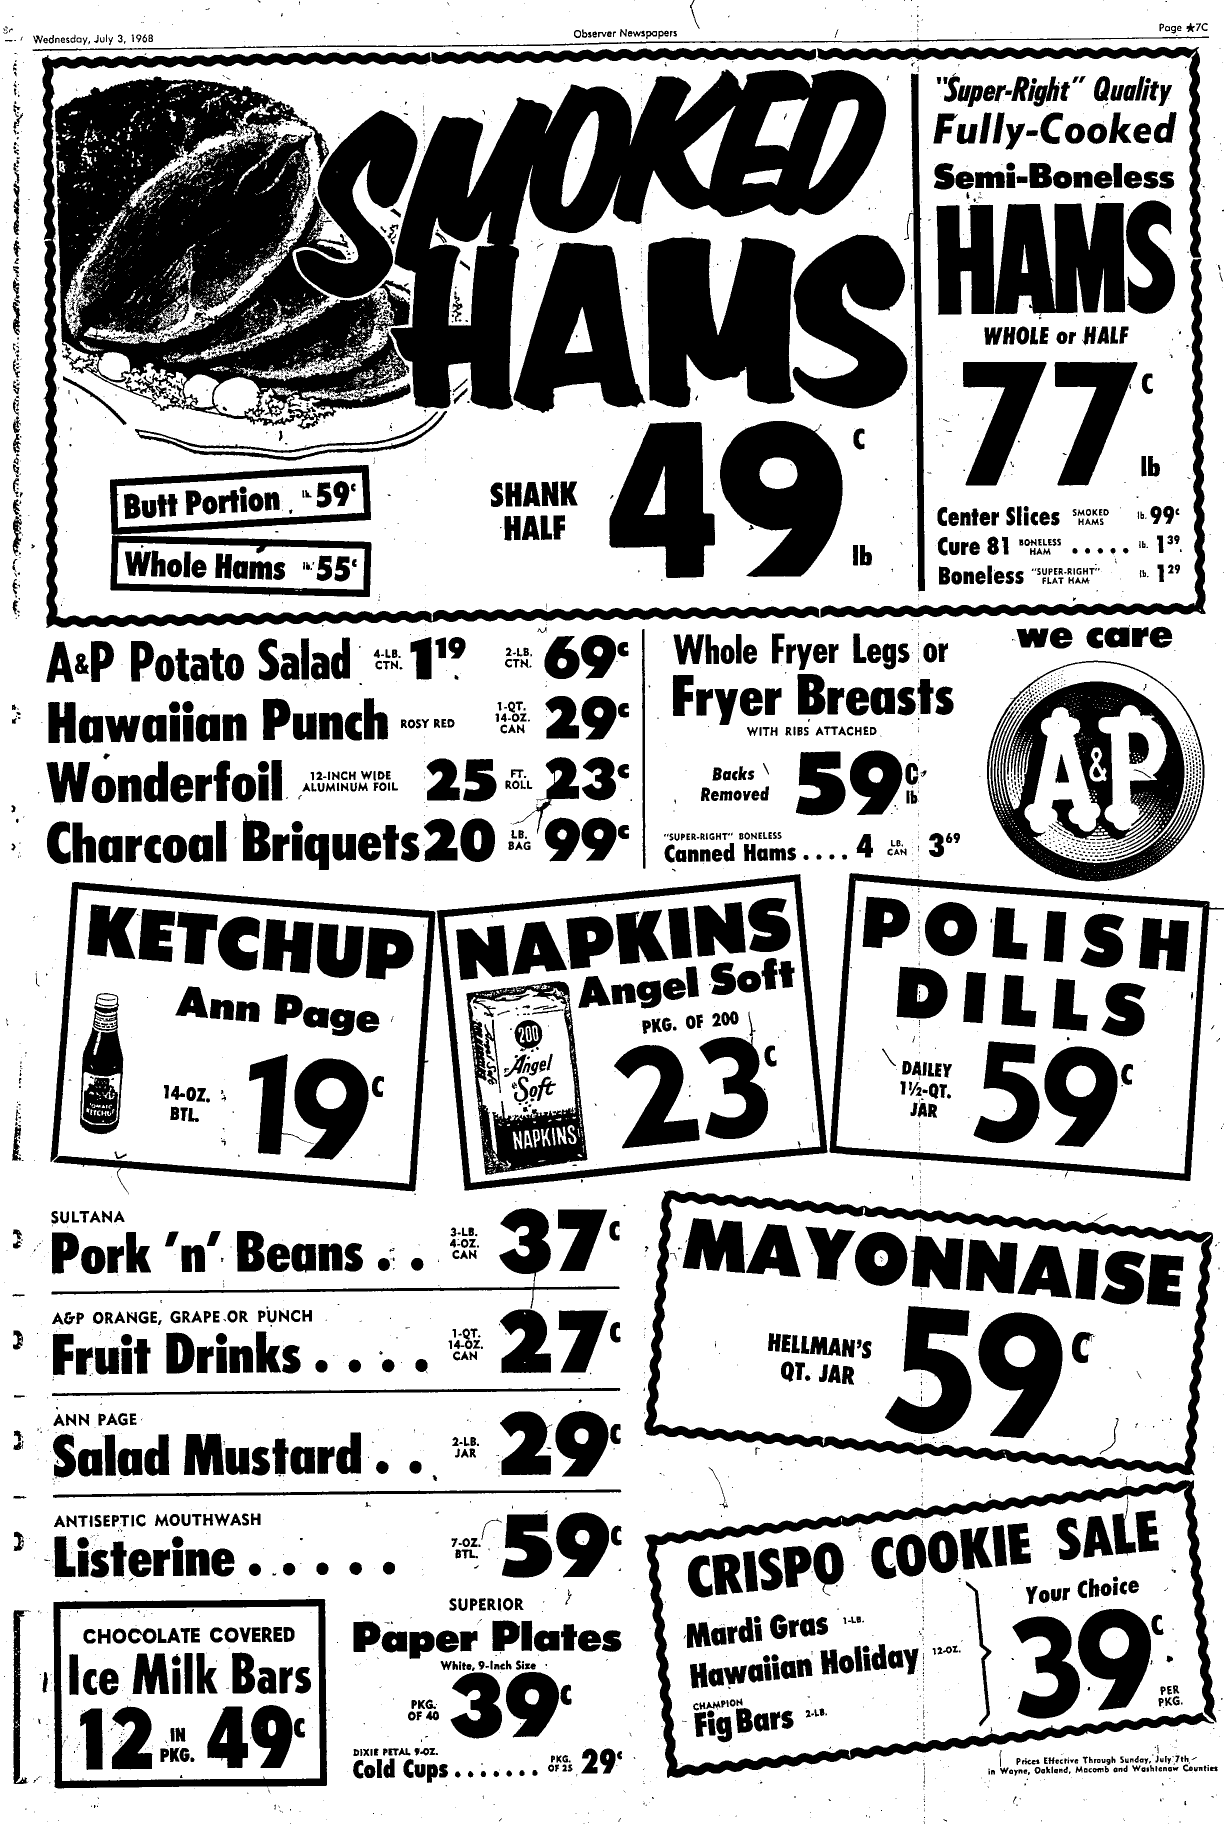 Wednesday, July 3, 1968
Observer Newspapers
Page ★7C
SMOKED
HAMS
SHANK
HALF
49c
lb
Butt Portion lb. 59c
Whole Hams lb. 55c
"Super-Right" Quality
Fully-Cooked
Semi-Boneless
HAMS
WHOLE or HALF
77c
lb
Center Slices SMOKED HAMS lb. 99c
Cure 81 BONELESS HAM ..... lb. 1 39
Boneless "SUPER-RIGHT" FLAT HAM lb. 1 29
A&P Potato Salad 4-LB. CTN. 1 19 2-LB. CTN. 69c
Hawaiian Punch ROSY RED 1-QT. 14-OZ. CAN 29c
Wonderfoil 12-INCH WIDE ALUMINUM FOIL 25 FT. ROLL 23c
Charcoal Briquets 20 LB. BAG 99c
Whole Fryer Legs or
Fryer Breasts
WITH RIBS ATTACHED
Backs
Removed
59c
lb
"SUPER-RIGHT" BONELESS
Canned Hams .... 4 LB. CAN 3 69
we care
A&P
KETCHUP
Ann Page
14-OZ.
BTL.
19c
NAPKINS
Angel Soft
PKG. OF 200
23c
200
Angel
Soft
NAPKINS
POLISH
DILLS
DAILEY
1½-QT.
JAR
59c
SULTANA
Pork 'n' Beans . . 3-LB. 4-OZ. CAN 37c
A&P ORANGE, GRAPE OR PUNCH
Fruit Drinks . . . . 1-QT. 14-OZ. CAN 27c
ANN PAGE
Salad Mustard . . 2-LB. JAR 29c
ANTISEPTIC MOUTHWASH
Listerine . . . . . 7-OZ. BTL. 59c
MAYONNAISE
HELLMAN'S
QT. JAR
59c
CHOCOLATE COVERED
Ice Milk Bars
12 IN PKG. 49c
SUPERIOR
Paper Plates
White, 9-Inch Size
PKG.
OF 40
39c
DIXIE PETAL 9-OZ.
Cold Cups ....... PKG. OF 25 29c
CRISPO COOKIE SALE
Mardi Gras 1-LB.
Hawaiian Holiday 12-OZ.
CHAMPION
Fig Bars 2-LB.
Your Choice
39c
PER
PKG.
Prices Effective Through Sunday, July 7th
in Wayne, Oakland, Macomb and Washtenaw Counties